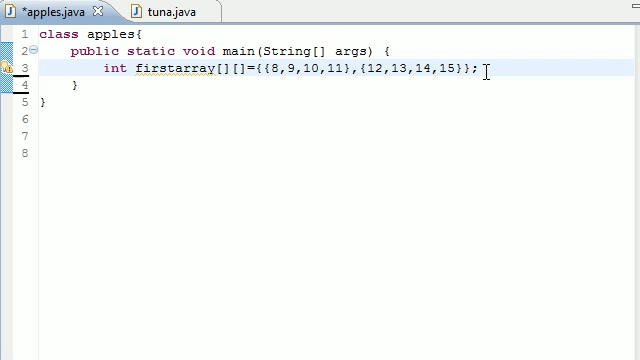 *apples.java tuna.java
1 class apples{
2 public static void main(String[] args) {
3 int firstarray[][]={{8,9,10,11},{12,13,14,15}};
4 }
5 }
6
7
8